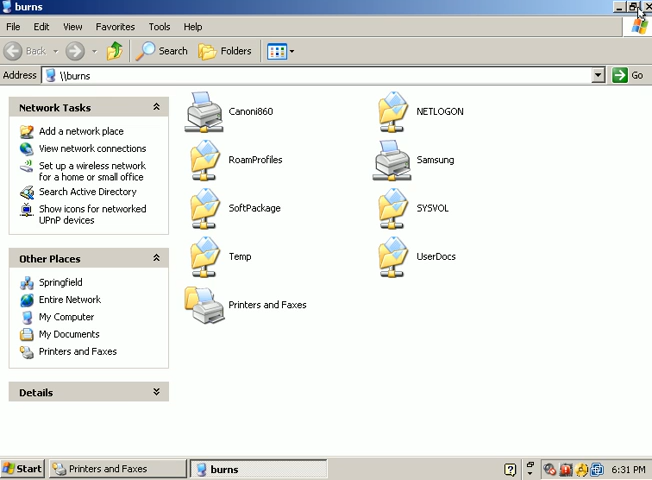 burns
File Edit View Favorites Tools Help
Back Search Folders
Address \\burns Go
Network Tasks
Add a network place
View network connections
Set up a wireless network
for a home or small office
Search Active Directory
Show icons for networked
UPnP devices
Other Places
Springfield
Entire Network
My Computer
My Documents
Printers and Faxes
Details
Canoni860 NETLOGON
RoamProfiles Samsung
SoftPackage SYSVOL
Temp UserDocs
Printers and Faxes
Start Printers and Faxes burns 6:31 PM